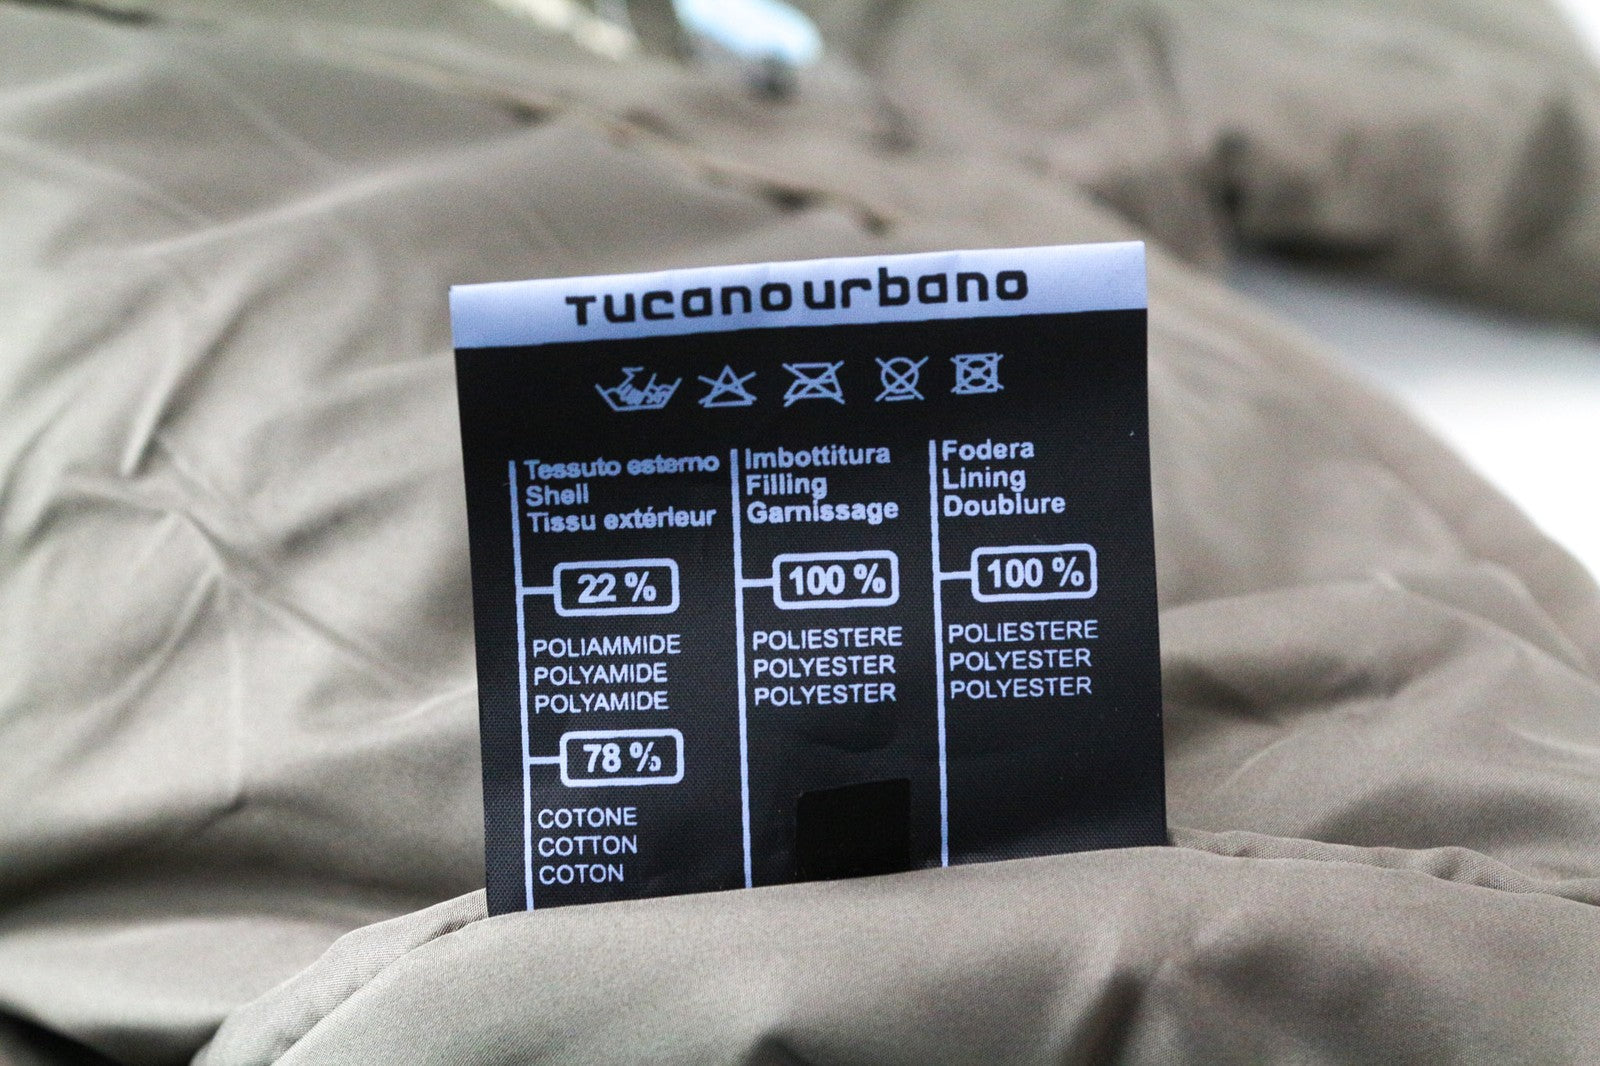 Tucanourbano
Tessuto esterno
Shell
Tissu extérieur
22 %
POLIAMMIDE
POLYAMIDE
POLYAMIDE
78 %
COTONE
COTTON
COTON
Imbottitura
Filling
Garnissage
100 %
POLIESTERE
POLYESTER
POLYESTER
Fodera
Lining
Doublure
100 %
POLIESTERE
POLYESTER
POLYESTER